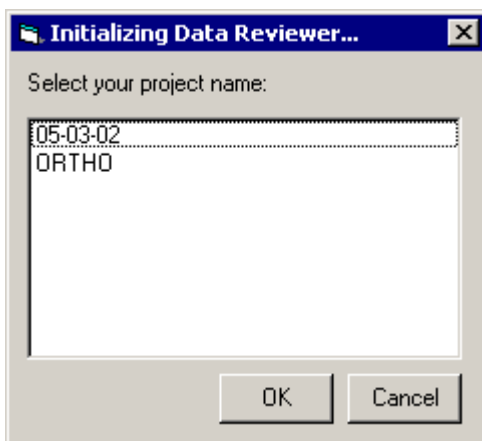 Initializing Data Reviewer...
Select your project name:
05-03-02
ORTHO
OK Cancel